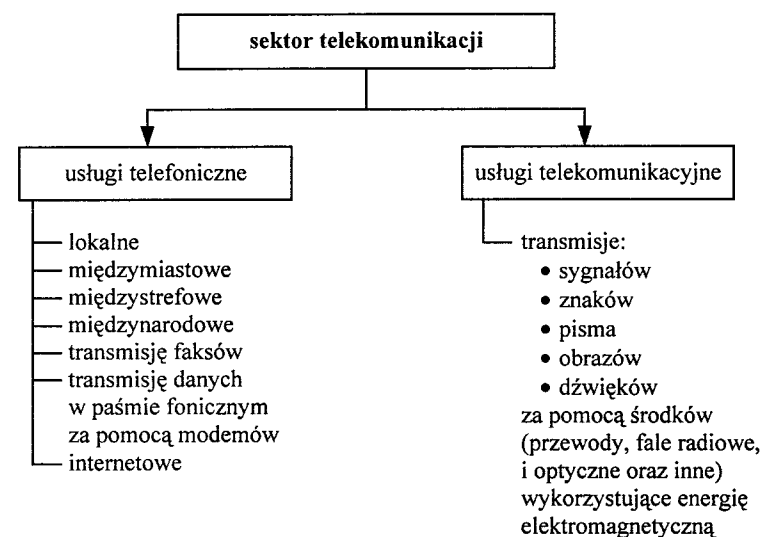 sektor telekomunikacji
usługi telefoniczne
lokalne
międzymiastowe
międzystrefowe
międzynarodowe
transmisję faksów
transmisję danych
w paśmie fonicznym
za pomocą modemów
internetowe
usługi telekomunikacyjne
transmisje:
• sygnałów
• znaków
• pisma
• obrazów
• dźwięków
za pomocą środków
(przewody, fale radiowe,
i optyczne oraz inne)
wykorzystujące energię
elektromagnetyczną